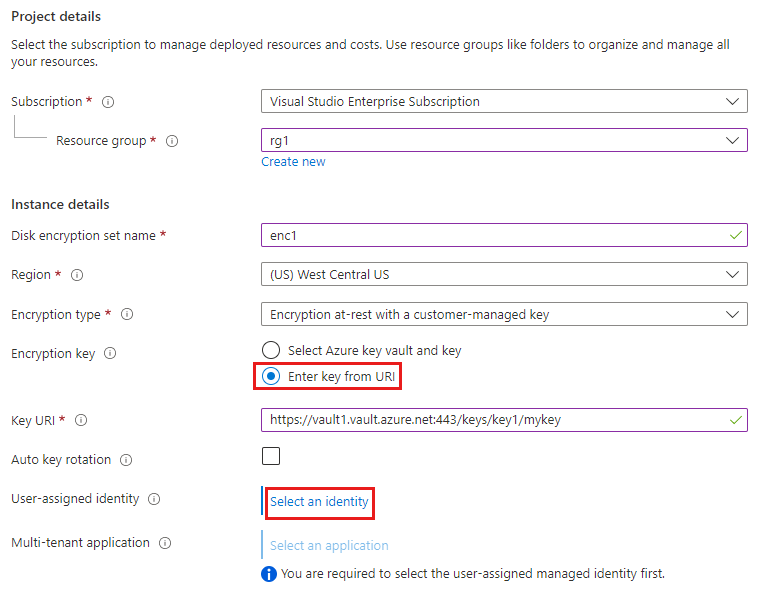 Project details
Select the subscription to manage deployed resources and costs. Use resource groups like folders to organize and manage all
your resources.
Subscription *
Visual Studio Enterprise Subscription
Resource group *
rg1
Create new
Instance details
Disk encryption set name *
enc1
Region *
(US) West Central US
Encryption type *
Encryption at-rest with a customer-managed key
Encryption key
Select Azure key vault and key
Enter key from URI
Key URI *
https://vault1.vault.azure.net:443/keys/key1/mykey
Auto key rotation
User-assigned identity
Select an identity
Multi-tenant application
Select an application
You are required to select the user-assigned managed identity first.